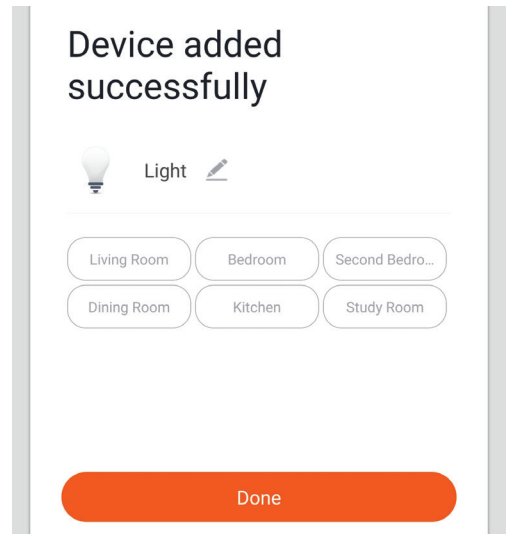 Device added
successfully
Light
Living Room
Bedroom
Second Bedro...
Dining Room
Kitchen
Study Room
Done